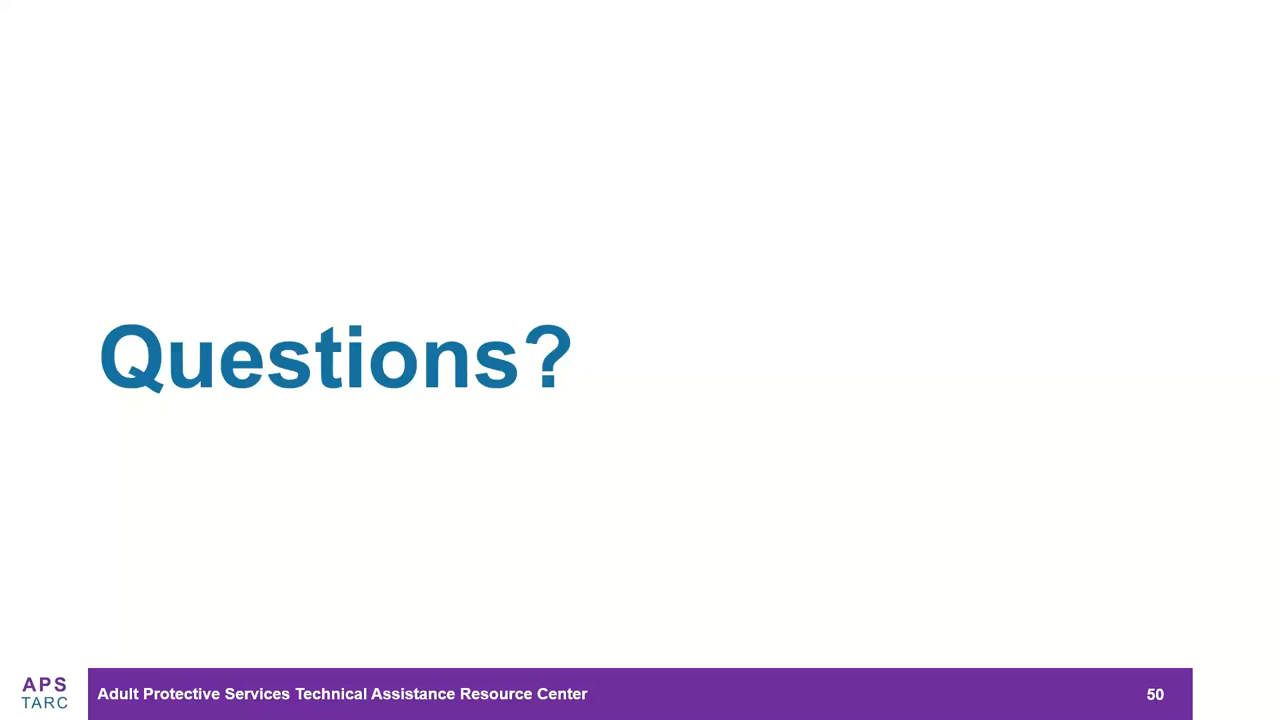 Questions?
APS
TARC
Adult Protective Services Technical Assistance Resource Center
50